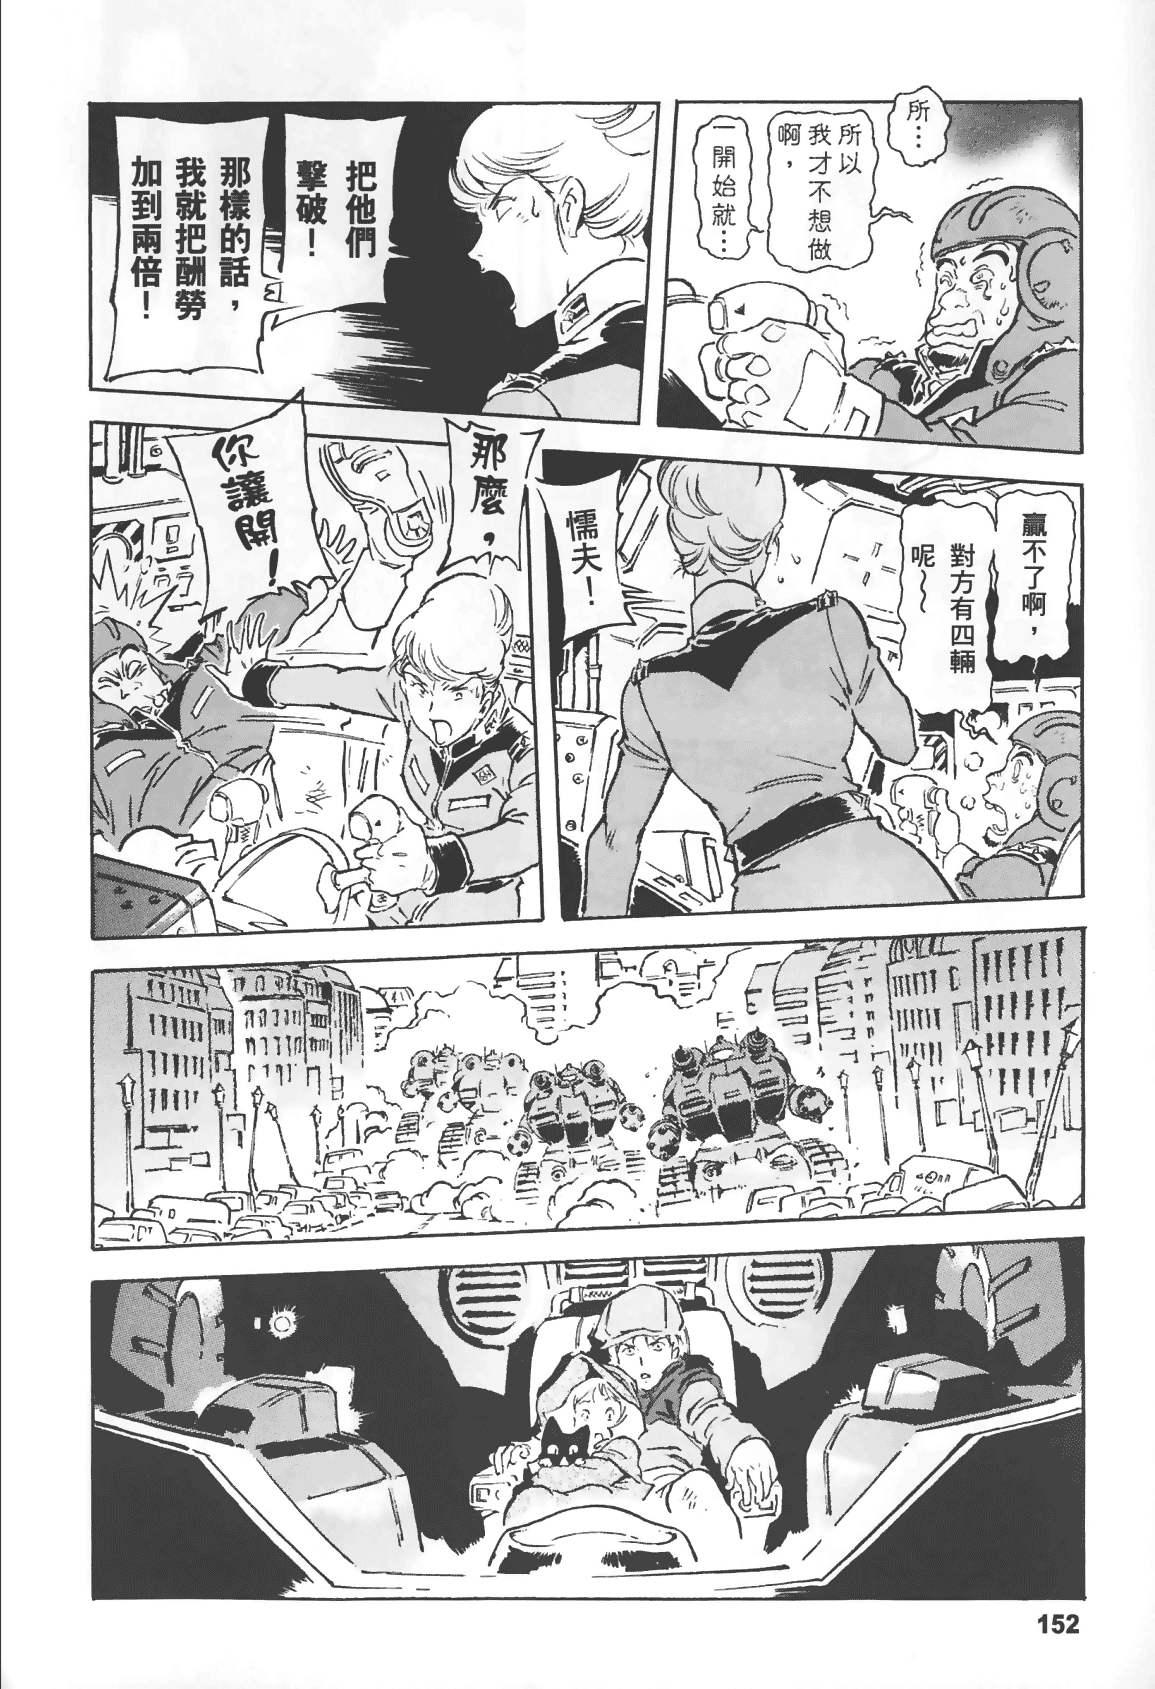 所…
所以
我才不想做
啊，
一開始就…
把他們
擊破！
那樣的話，
我就把酬勞
加到兩倍！
贏不了啊，
對方有四輛
呢～
懦夫！
那麼，
你讓開！
152